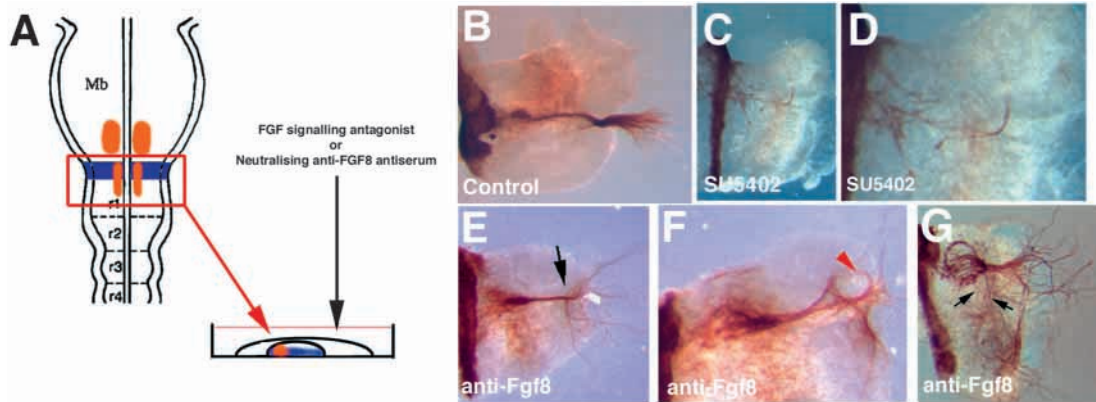 A
Mb
r1
r2
r3
r4
FGF signalling antagonist
or
Neutralising anti-FGF8 antiserum
B
Control
C
SU5402
D
SU5402
E
anti-Fgf8
F
anti-Fgf8
G
anti-Fgf8